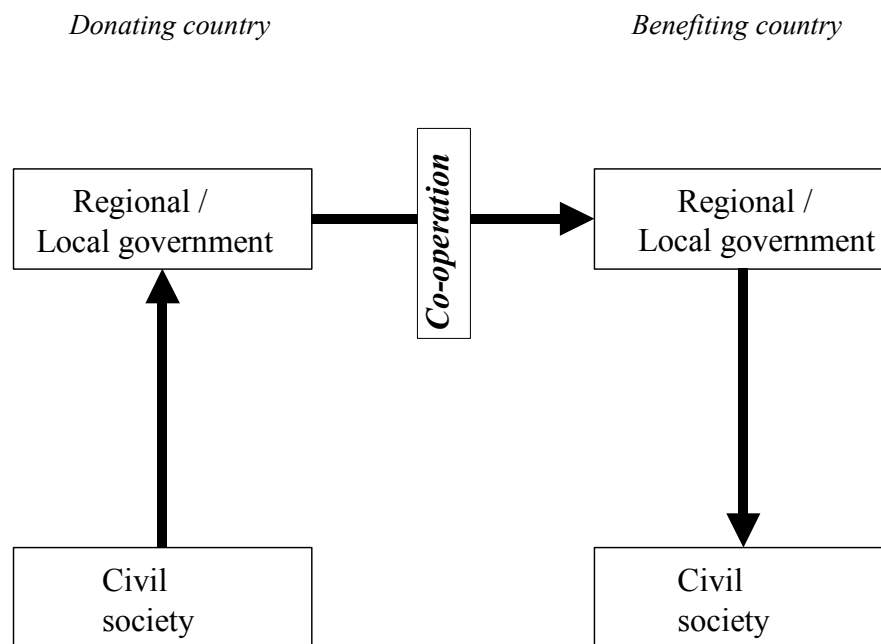 Donating country
Benefiting country
Regional /
Local government
Co-operation
Regional /
Local government
Civil
society
Civil
society